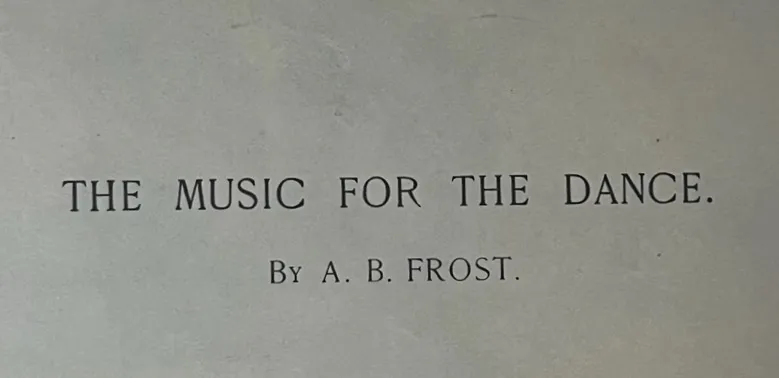 THE MUSIC FOR THE DANCE.
By A. B. FROST.